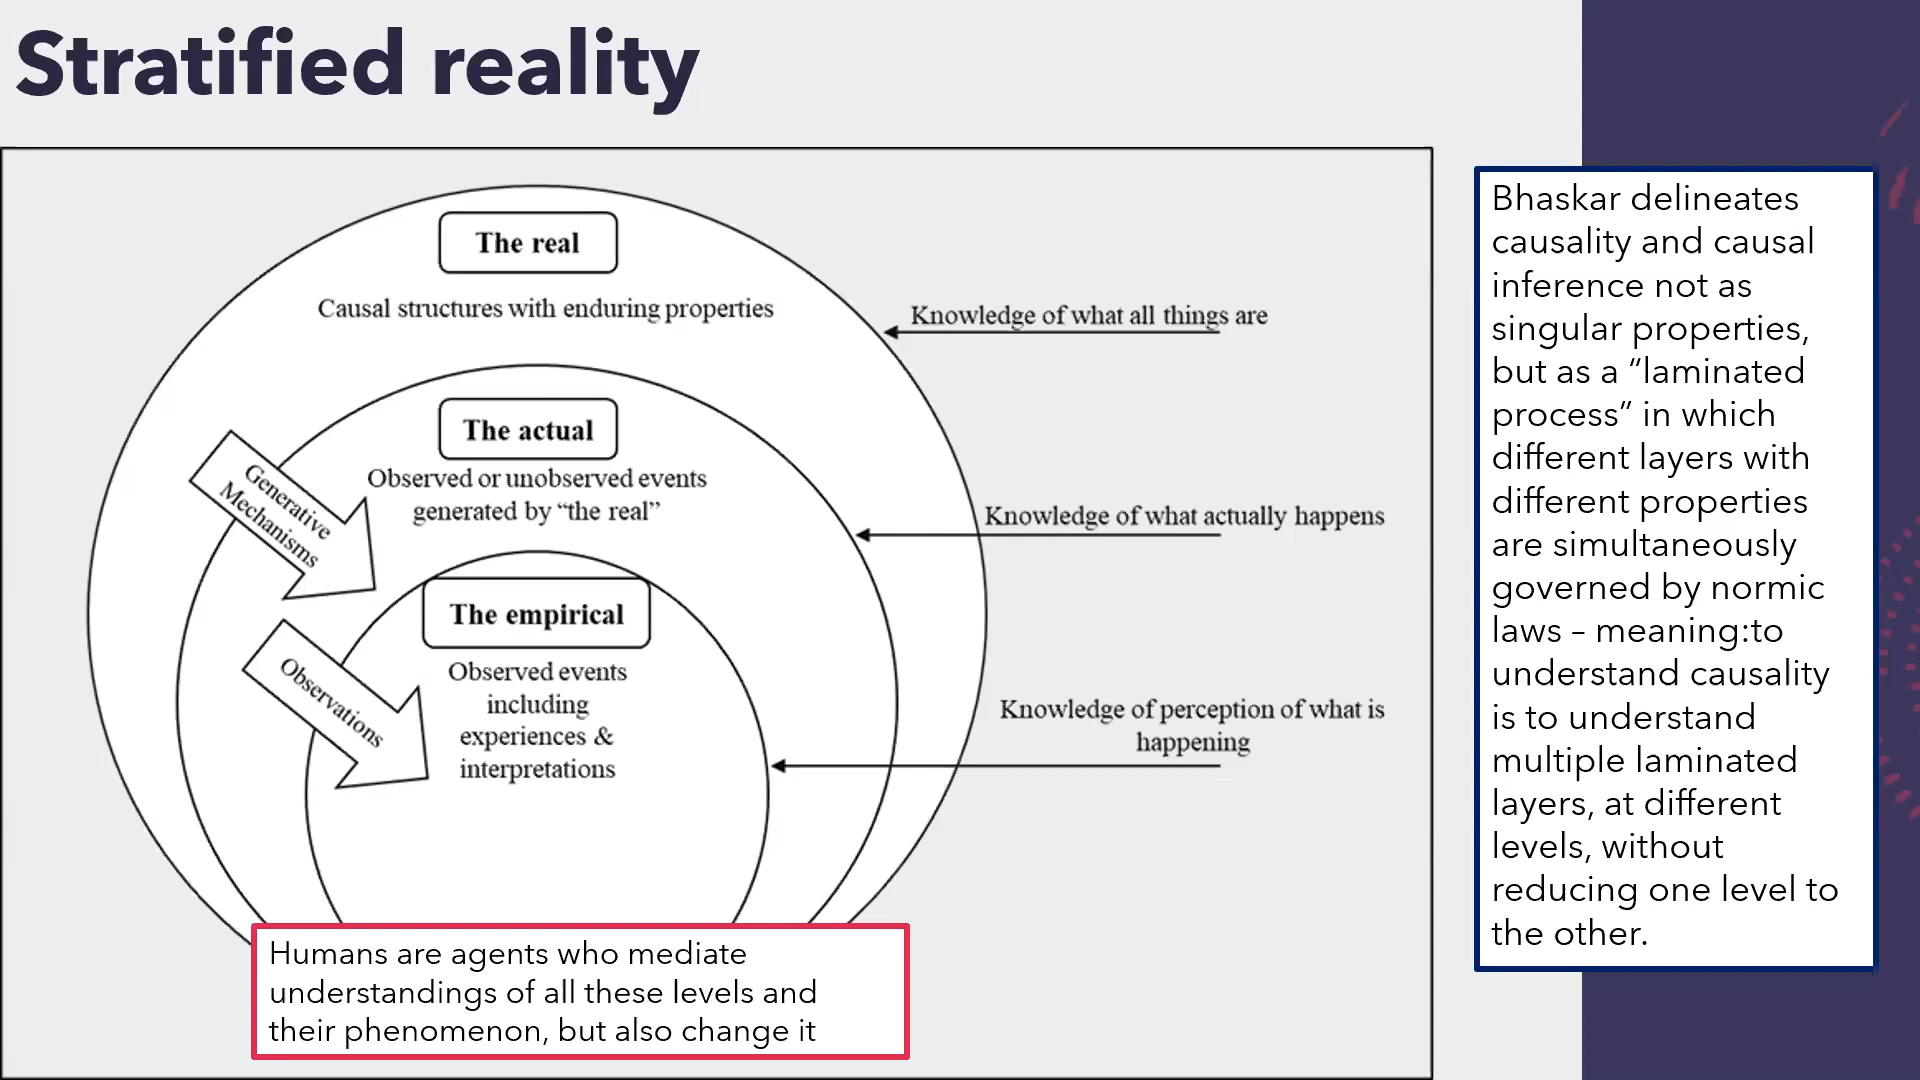 Stratified reality
The real
Causal structures with enduring properties
Knowledge of what all things are
The actual
Observed or unobserved events
generated by “the real”
Generative
Mechanisms
Knowledge of what actually happens
The empirical
Observed events
including
experiences &
interpretations
Observations
Knowledge of perception of what is
happening
Humans are agents who mediate
understandings of all these levels and
their phenomenon, but also change it
Bhaskar delineates
causality and causal
inference not as
singular properties,
but as a “laminated
process” in which
different layers with
different properties
are simultaneously
governed by normic
laws – meaning:to
understand causality
is to understand
multiple laminated
layers, at different
levels, without
reducing one level to
the other.